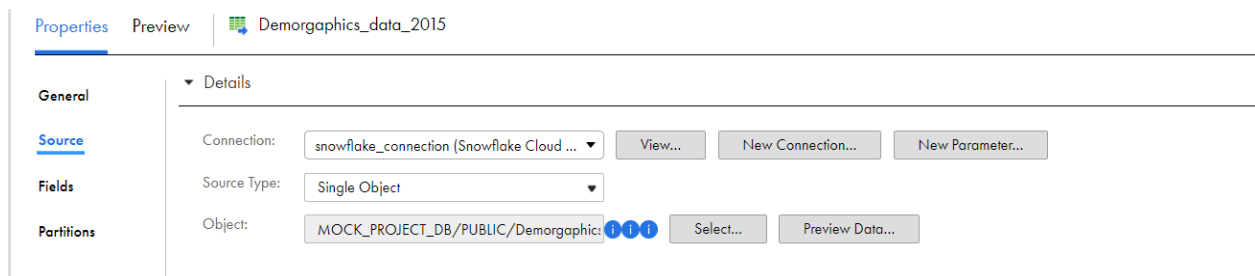 Properties Preview Demorgaphics_data_2015
Details
General
Source
Fields
Partitions
Connection: snowflake_connection (Snowflake Cloud ... View... New Connection... New Parameter...
Source Type: Single Object
Object: MOCK_PROJECT_DB/PUBLIC/Demorgaphics i i i Select... Preview Data...